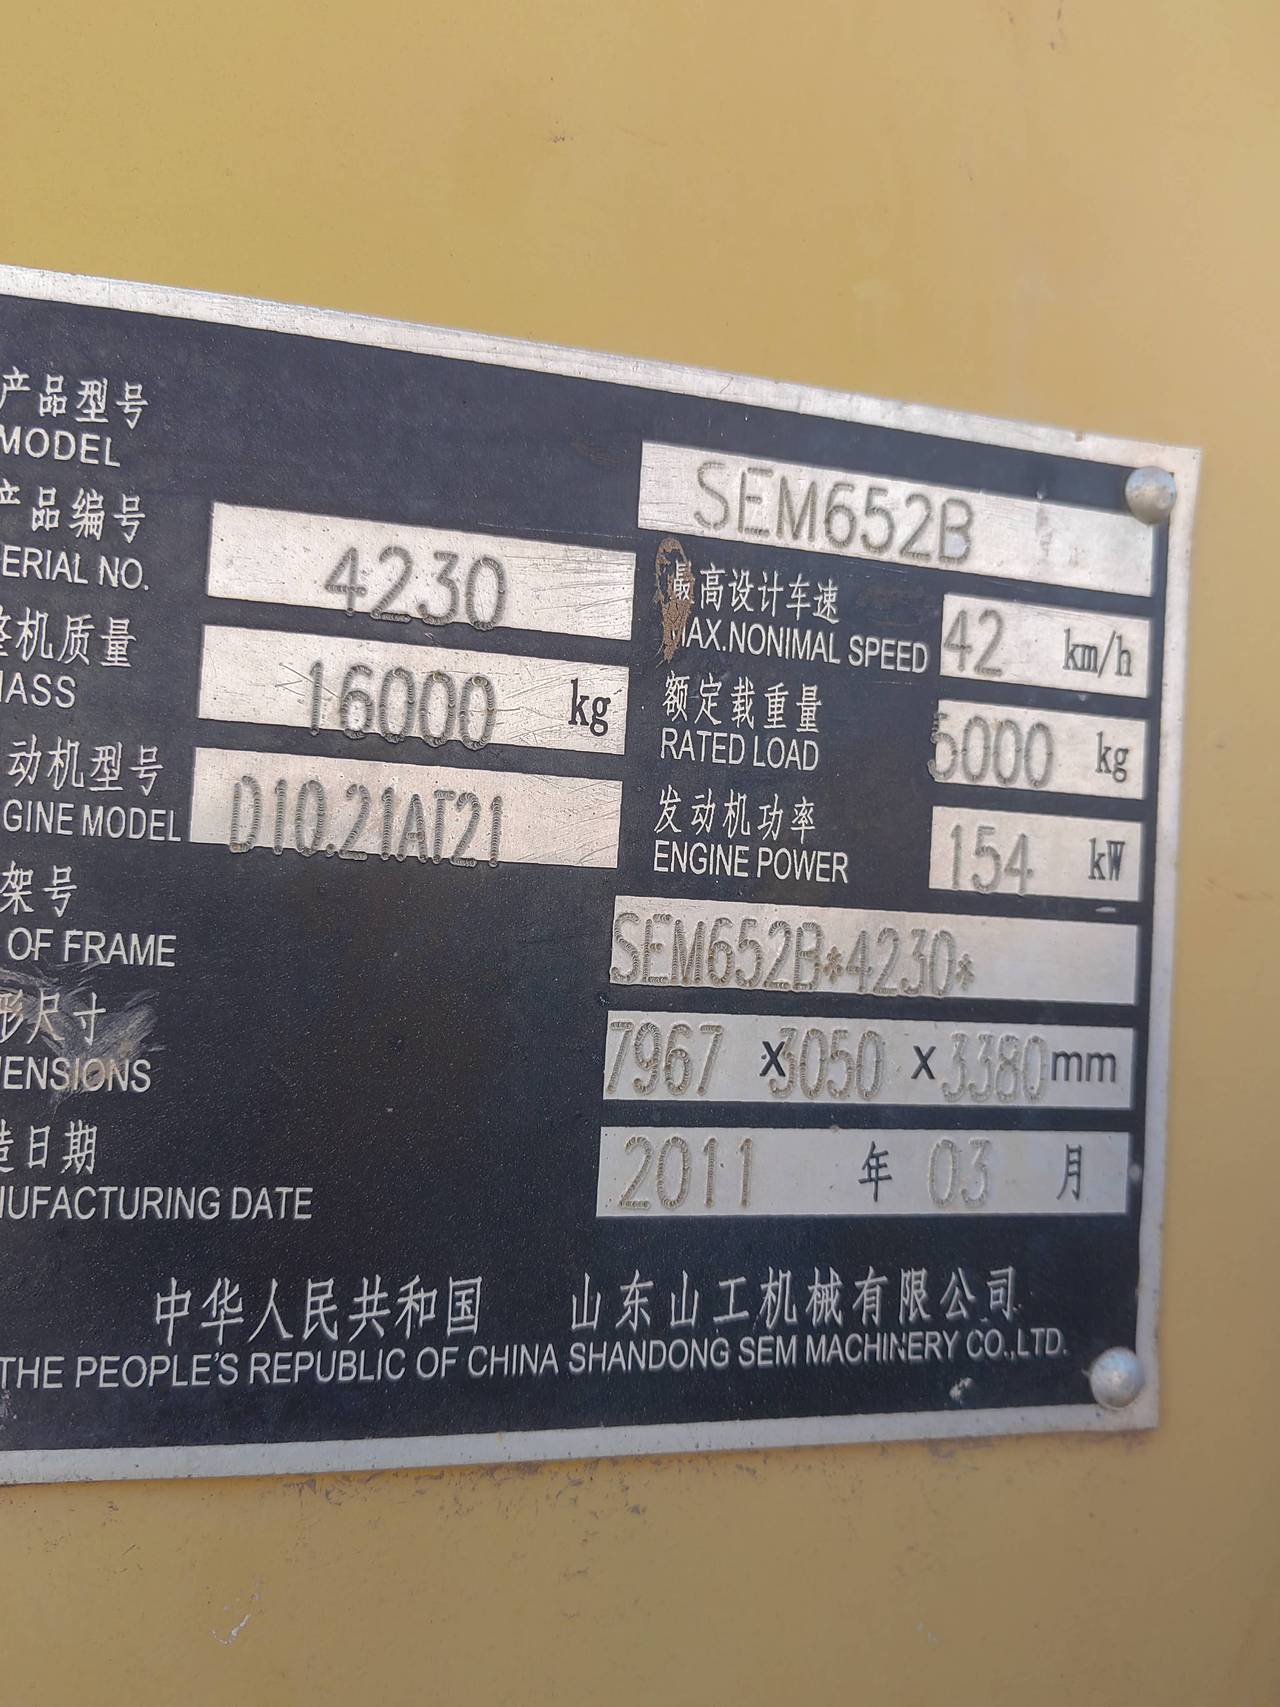 产品型号
MODEL
SEM652B
产品编号
ERIAL NO.
4230
最高设计车速
MAX.NONIMAL SPEED
42 km/h
整机质量
MASS
16000 kg
额定载重量
RATED LOAD
5000 kg
动机型号
GINE MODEL
D10.21AT21
发动机功率
ENGINE POWER
154 kW
架号
OF FRAME
SEM652B*4230*
形尺寸
MENSIONS
7967 x3050 x3380mm
造日期
NUFACTURING DATE
2011 年 03 月
中华人民共和国 山东山工机械有限公司
THE PEOPLE'S REPUBLIC OF CHINA SHANDONG SEM MACHINERY CO.,LTD.